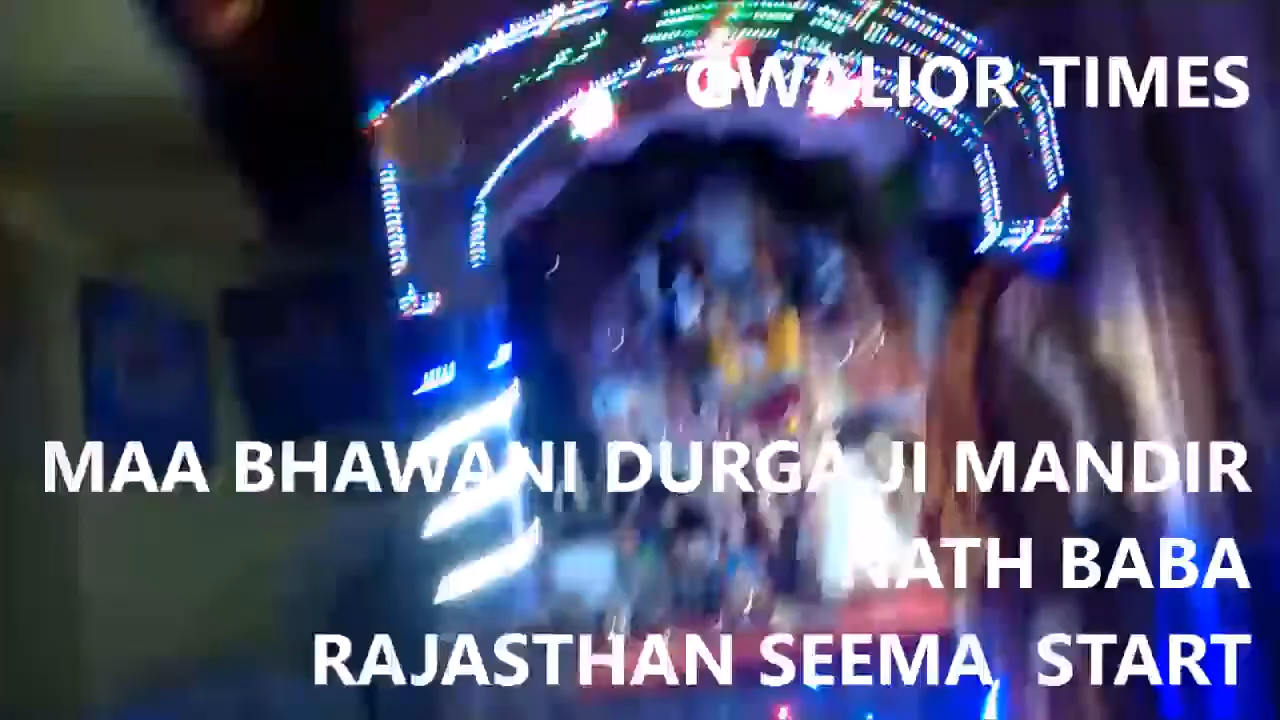 GWALIOR TIMES
MAA BHAWANI DURGA JI MANDIR
NATH BABA
RAJASTHAN SEEMA  START